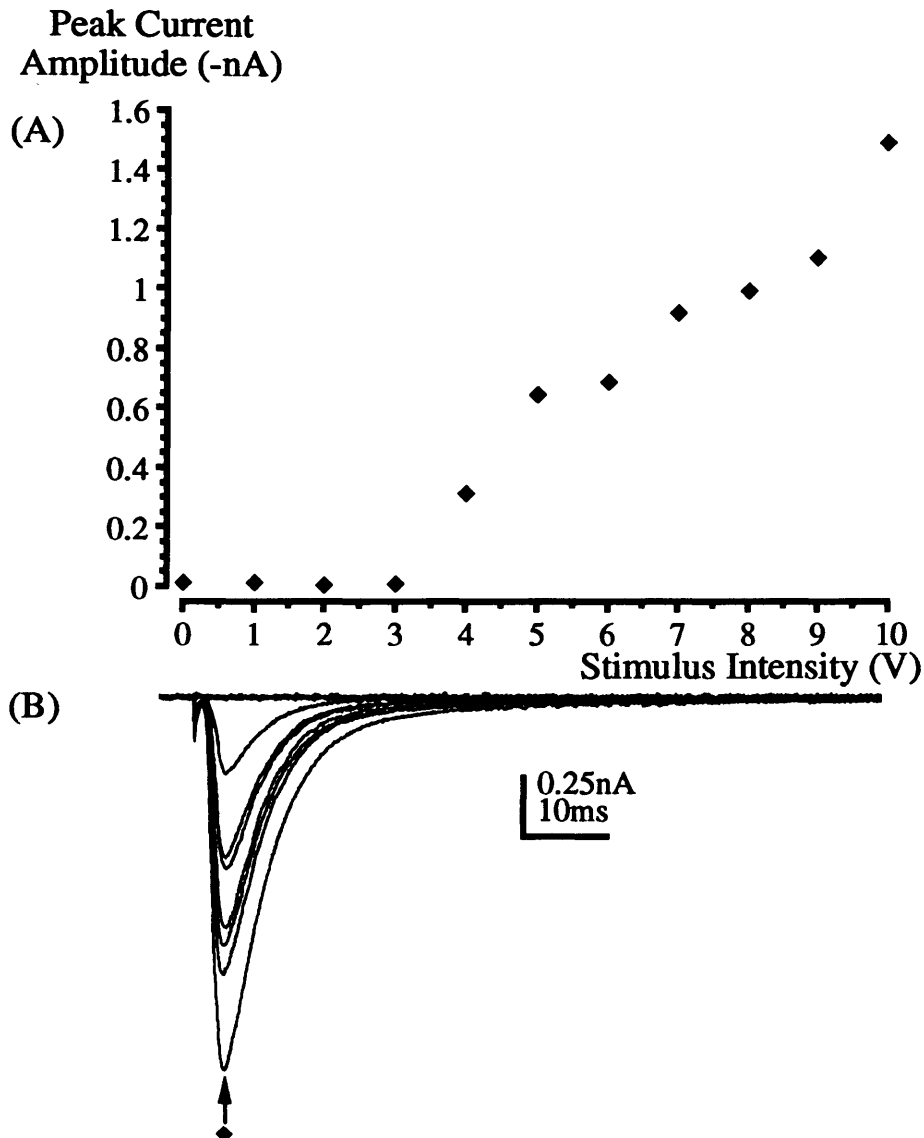 Peak Current
Amplitude (-nA)
(A)
1.6
1.4
1.2
1
0.8
0.6
0.4
0.2
0
0 1 2 3 4 5 6 7 8 9 10
Stimulus Intensity (V)
(B)
0.25nA
10ms